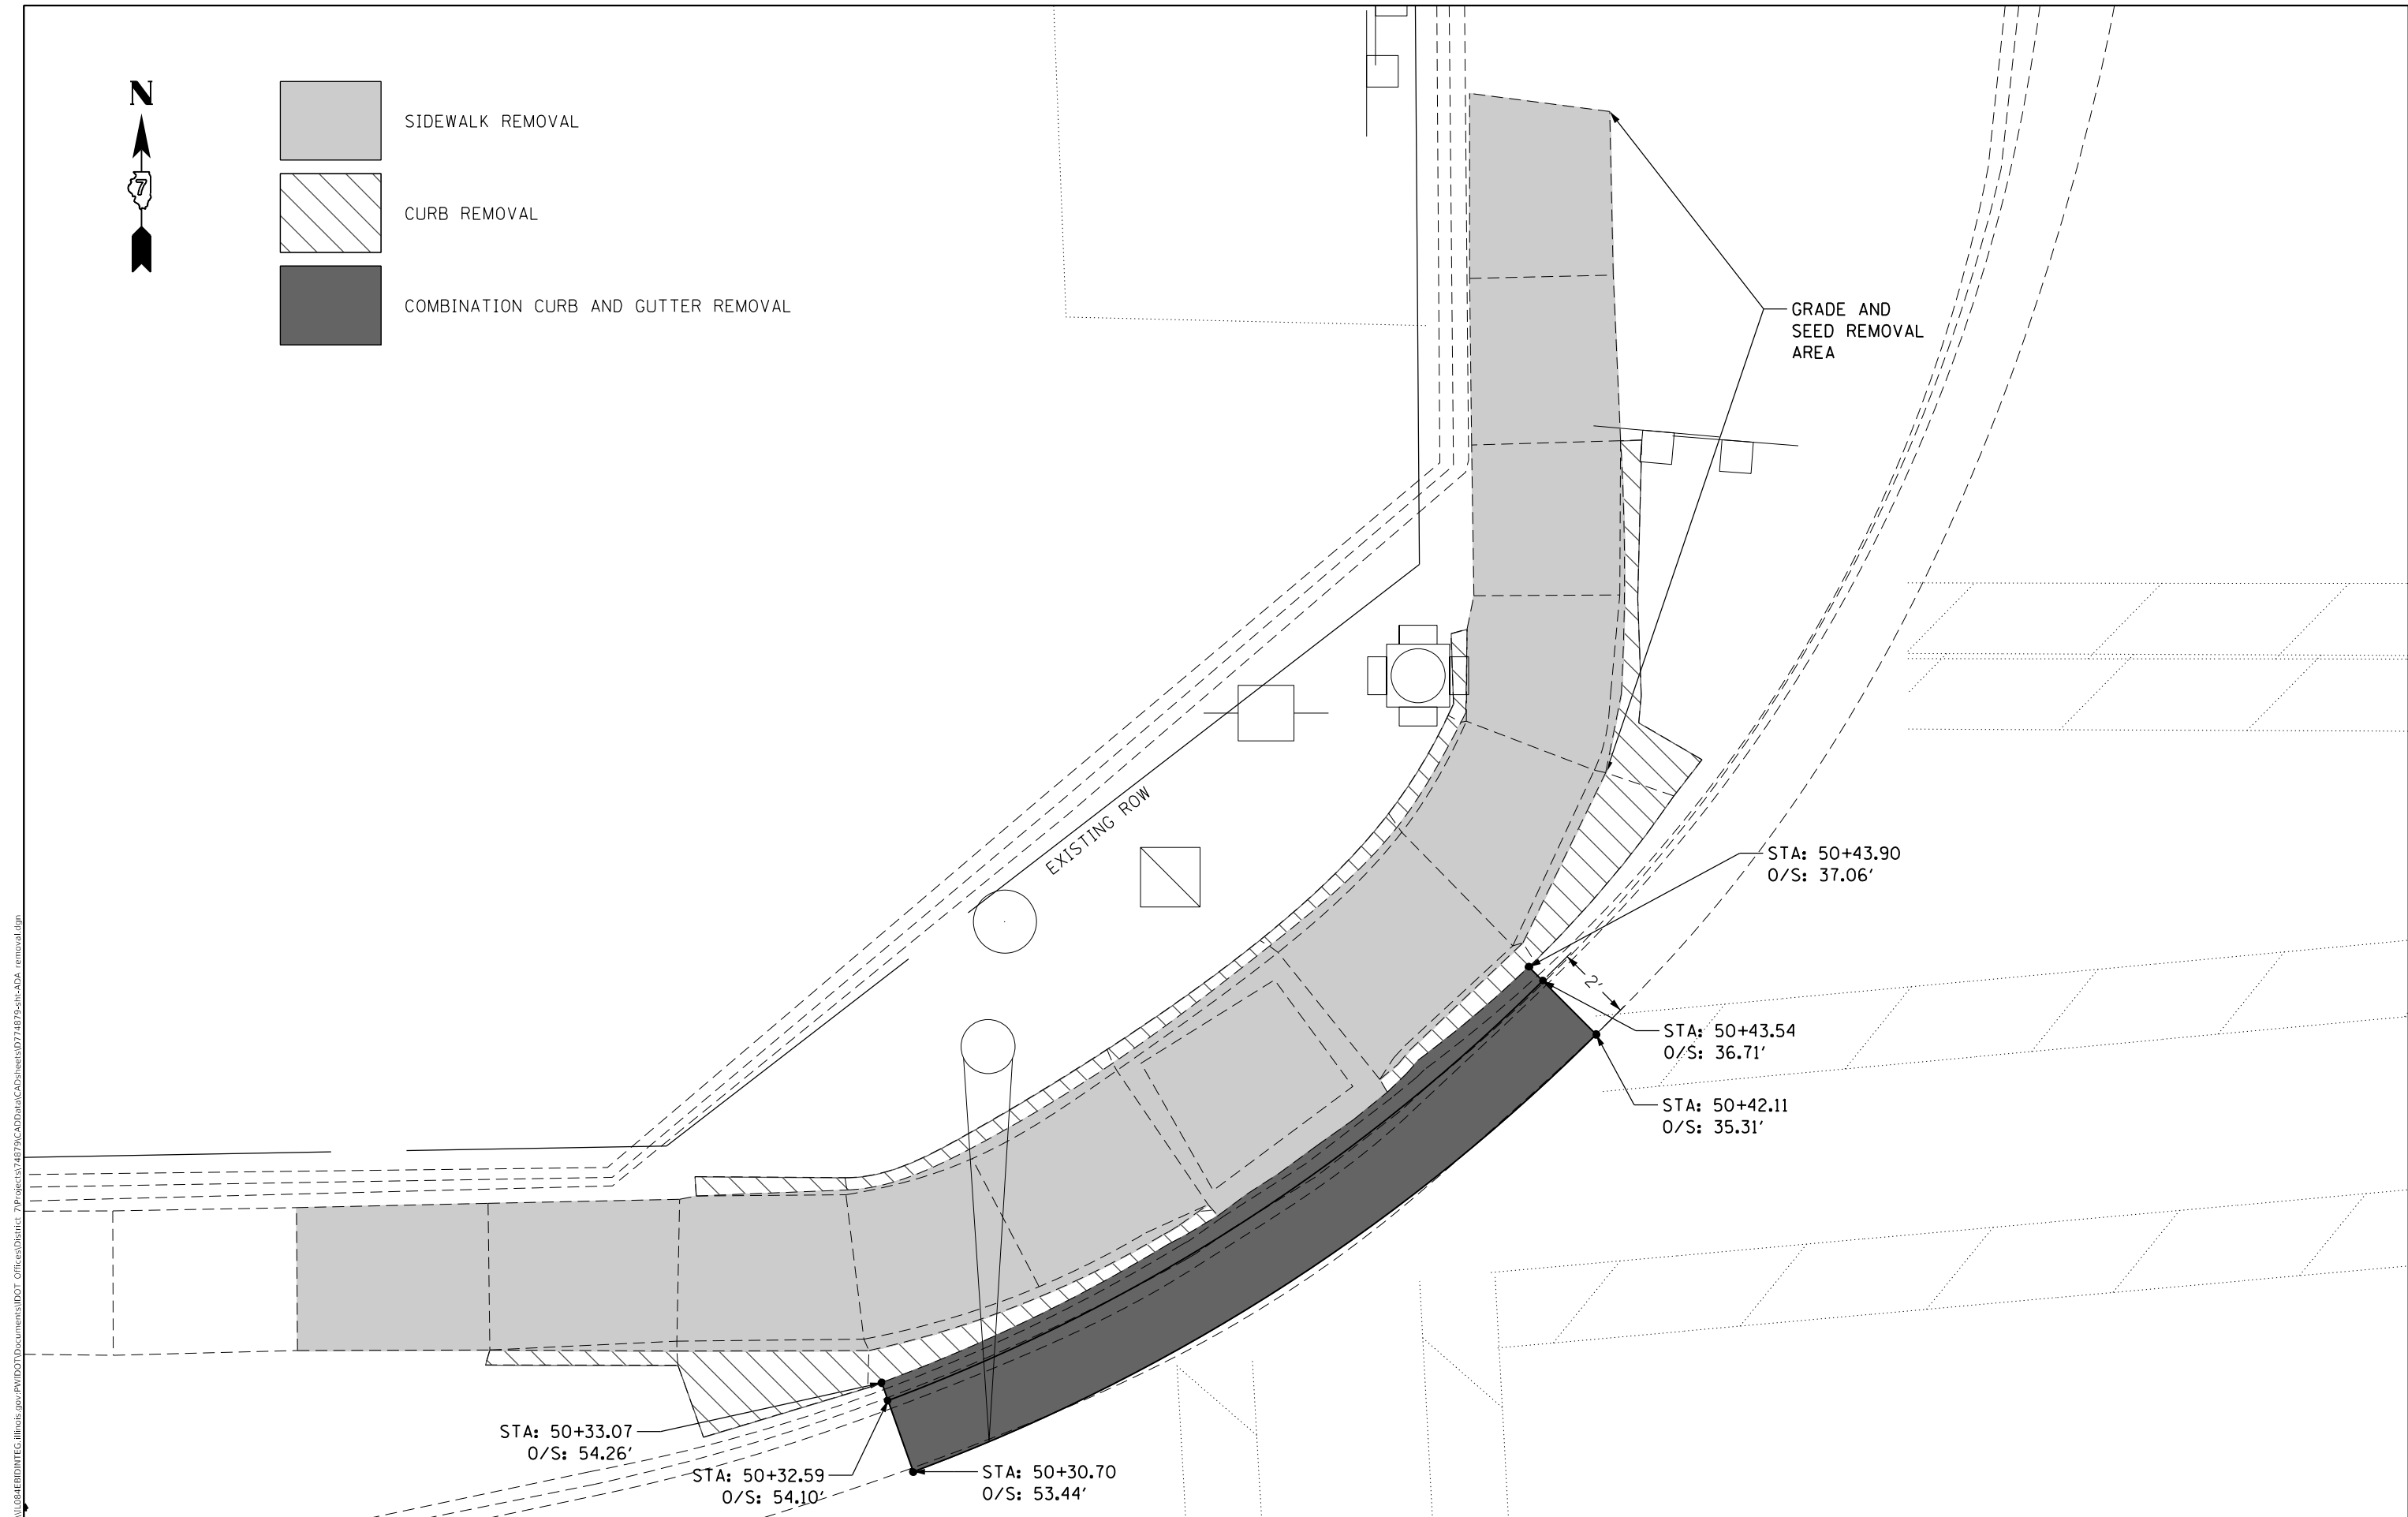 N
7
SIDEWALK REMOVAL
CURB REMOVAL
COMBINATION CURB AND GUTTER REMOVAL
GRADE AND
SEED REMOVAL
AREA
EXISTING ROW
STA: 50+43.90
O/S: 37.06'
2'
STA: 50+43.54
O/S: 36.71'
STA: 50+42.11
O/S: 35.31'
STA: 50+33.07
O/S: 54.26'
STA: 50+32.59
O/S: 54.10'
STA: 50+30.70
O/S: 53.44'